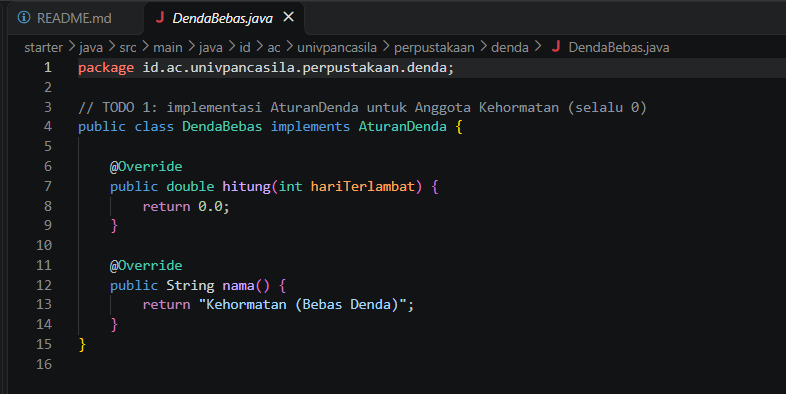 README.md
DendaBebas.java
starter > java > src > main > java > id > ac > univpancasila > perpustakaan > denda > DendaBebas.java
1 package id.ac.univpancasila.perpustakaan.denda;
2
3 // TODO 1: implementasi AturanDenda untuk Anggota Kehormatan (selalu 0)
4 public class DendaBebas implements AturanDenda {
5
6     @Override
7     public double hitung(int hariTerlambat) {
8         return 0.0;
9     }
10
11     @Override
12     public String nama() {
13         return "Kehormatan (Bebas Denda)";
14     }
15 }
16